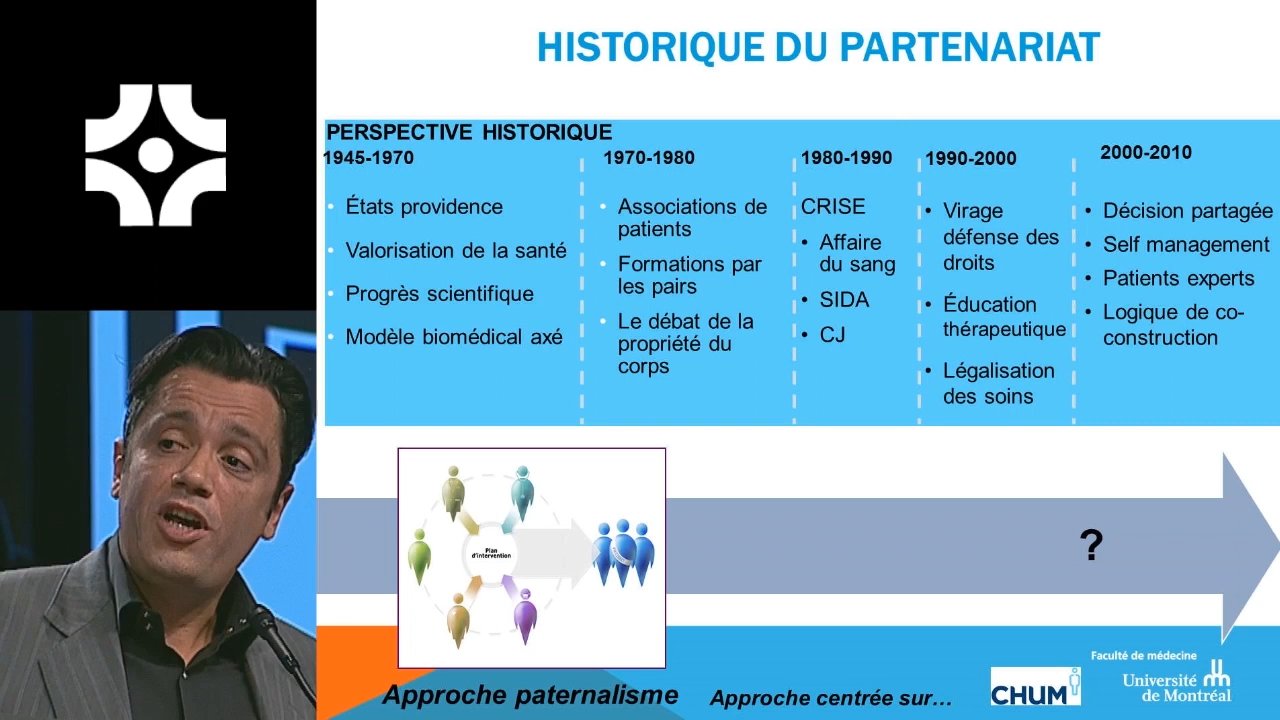 HISTORIQUE DU PARTENARIAT
PERSPECTIVE HISTORIQUE
1945-1970
• États providence
• Valorisation de la santé
• Progrès scientifique
• Modèle biomédical axé
1970-1980
• Associations de
patients
• Formations par
les pairs
• Le débat de la
propriété du
corps
1980-1990
CRISE
• Affaire
du sang
• SIDA
• CJ
1990-2000
• Virage
défense des
droits
• Éducation
thérapeutique
• Légalisation
des soins
2000-2010
• Décision partagée
• Self management
• Patients experts
• Logique de co-
construction
Plan
d'intervention
?
Approche paternalisme
Approche centrée sur…
CHUM
Faculté de médecine
Université
de Montréal